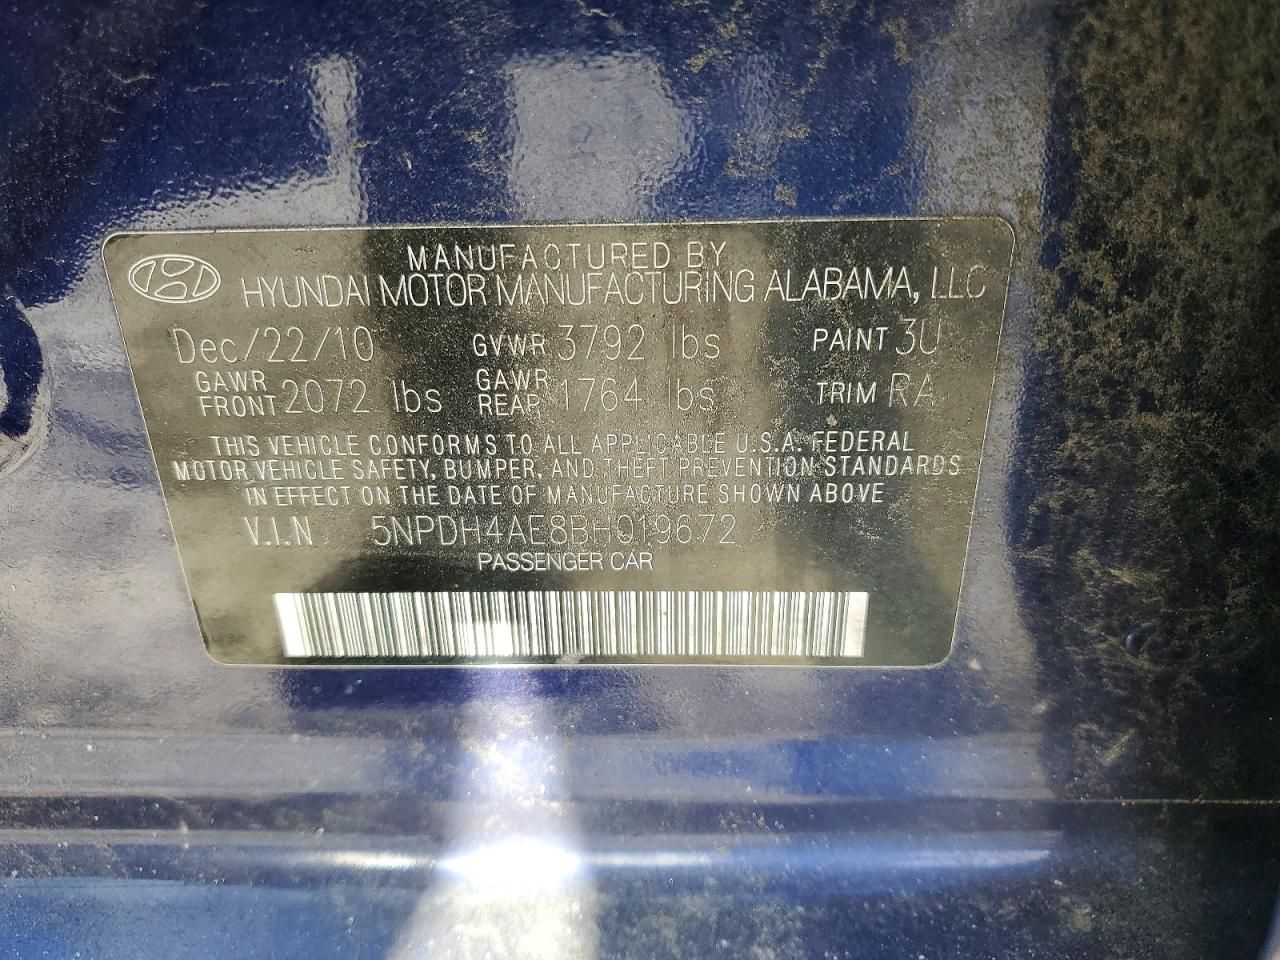 MANUFACTURED BY
HYUNDAI MOTOR MANUFACTURING ALABAMA, LLC
Dec/22/10 GVWR 3792 lbs PAINT 3U
GAWR FRONT 2072 lbs GAWR REAR 1764 lbs TRIM RA
THIS VEHICLE CONFORMS TO ALL APPLICABLE U.S.A. FEDERAL
MOTOR VEHICLE SAFETY, BUMPER, AND THEFT PREVENTION STANDARDS
IN EFFECT ON THE DATE OF MANUFACTURE SHOWN ABOVE
V.I.N 5NPDH4AE8BH019672
PASSENGER CAR